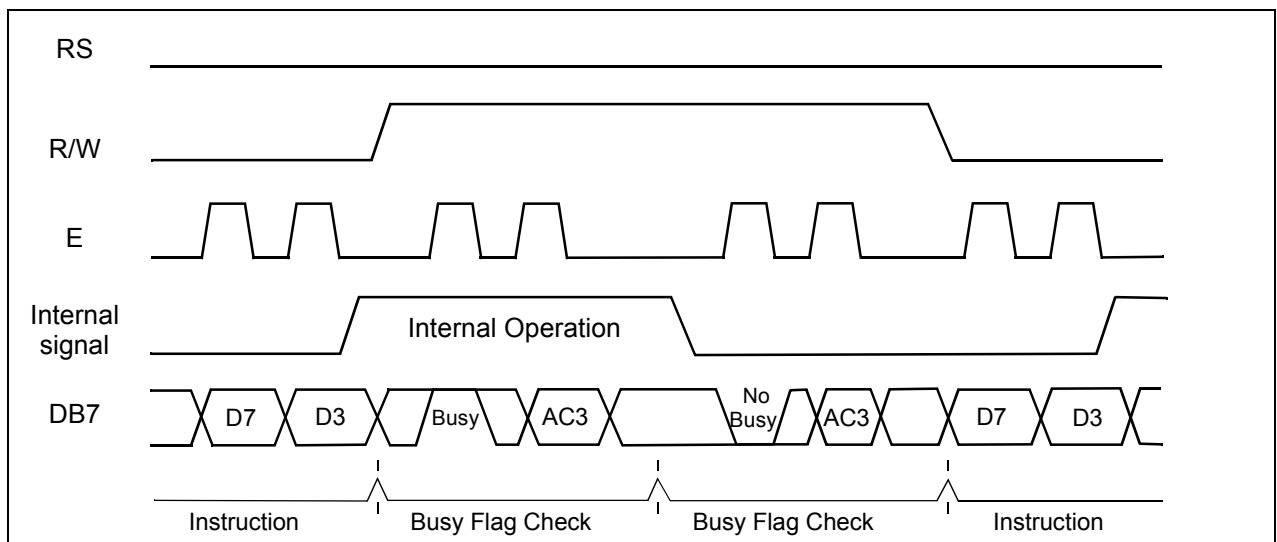 RS
R/W
E
Internal
signal
Internal Operation
DB7
D7
D3
Busy
AC3
No
Busy
AC3
D7
D3
Instruction
Busy Flag Check
Busy Flag Check
Instruction